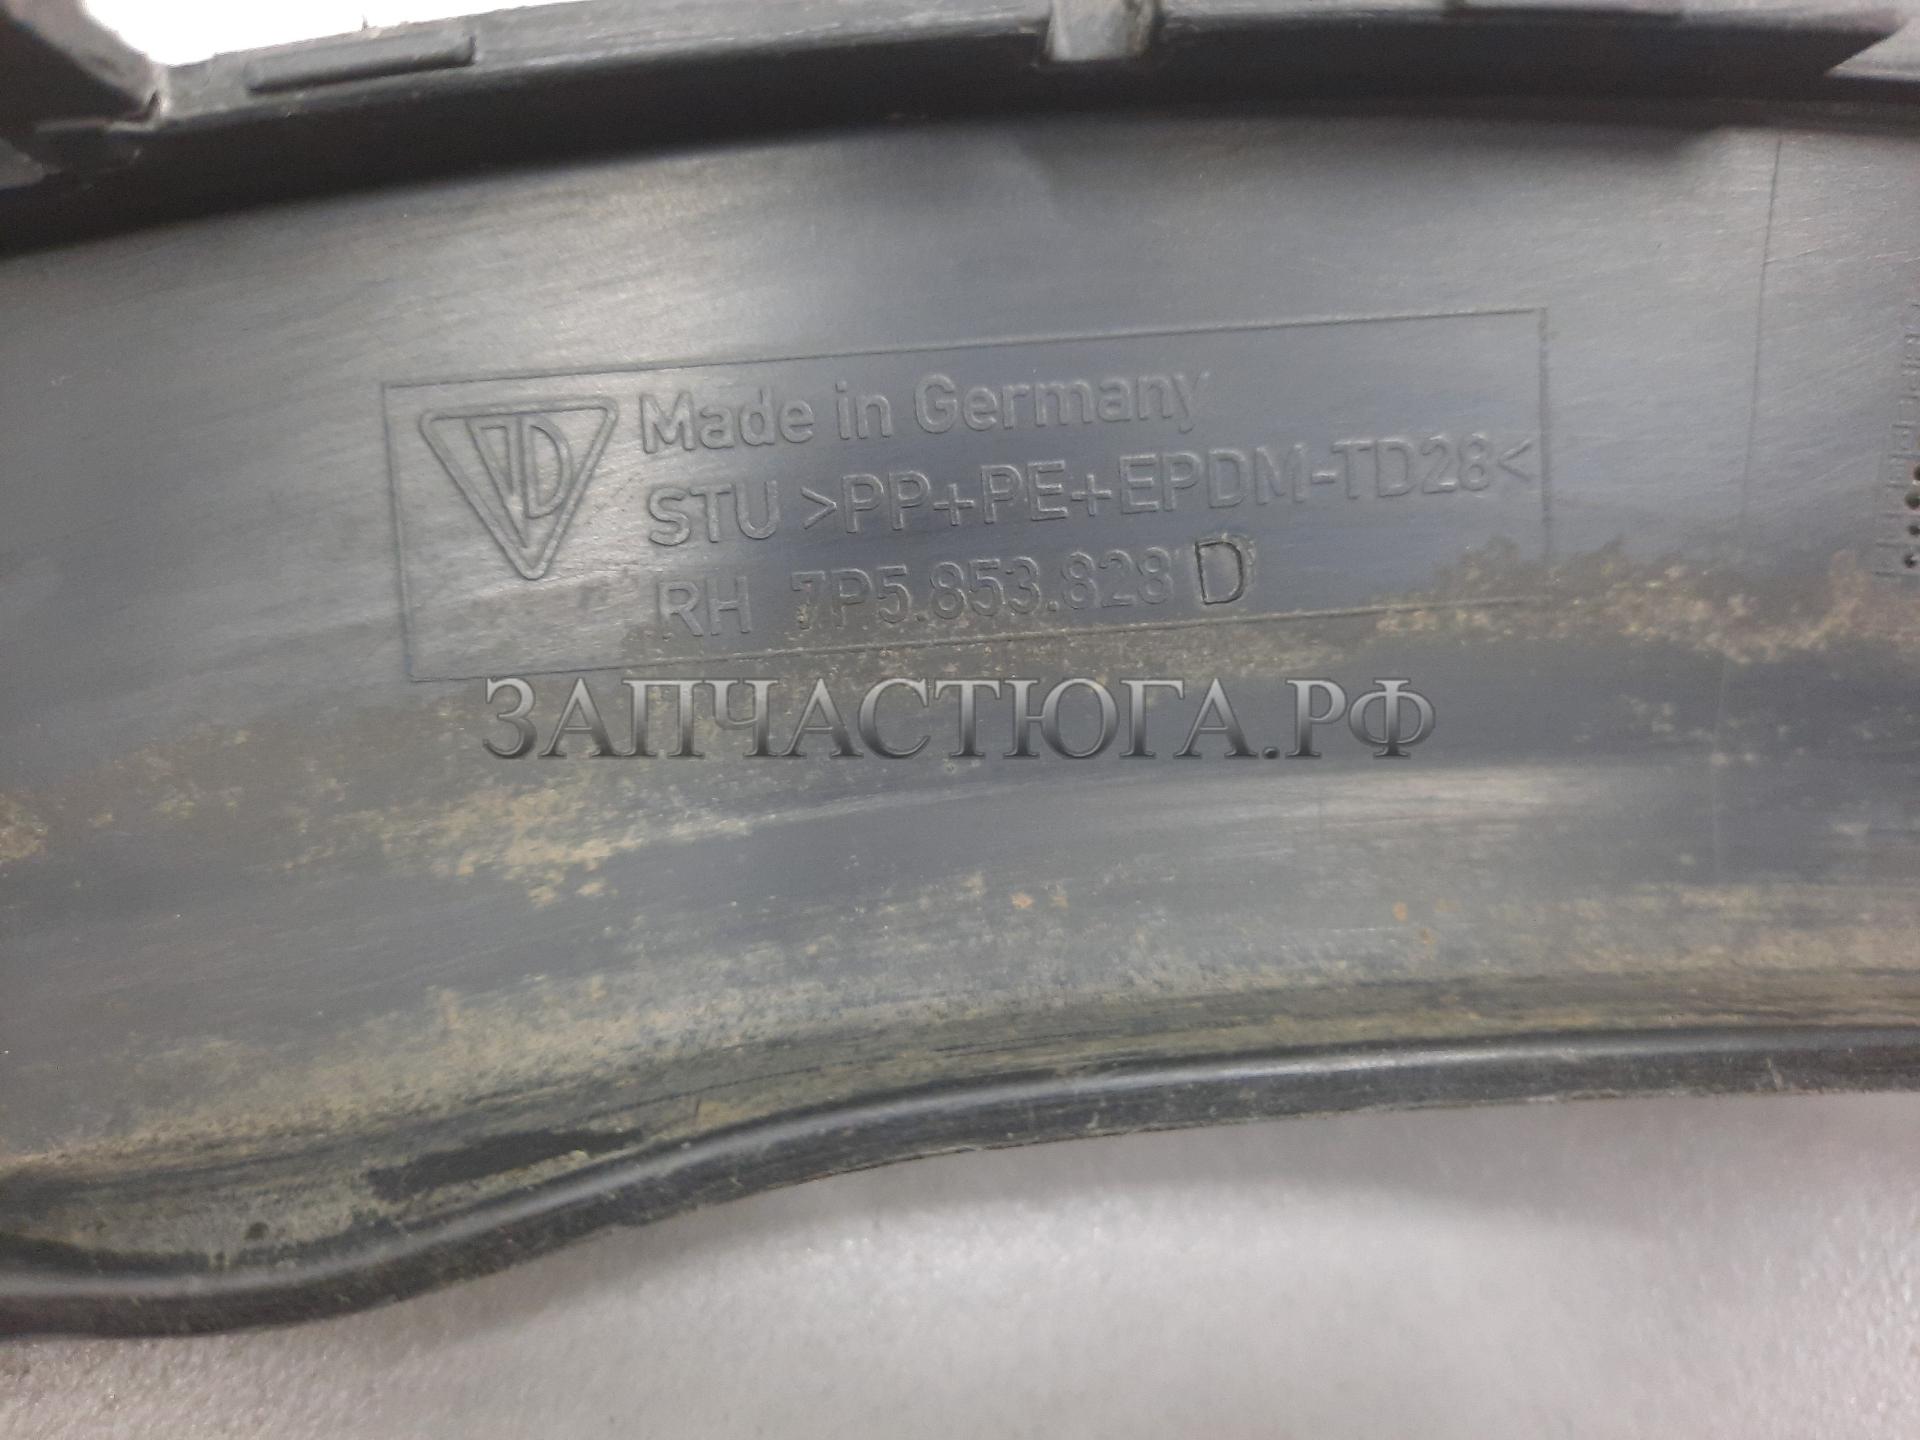 Made in Germany
STU >PP+PE+EPDM-TD28<
RH 7P5.853.828 D
ЗАПЧАСТЮГА.РФ